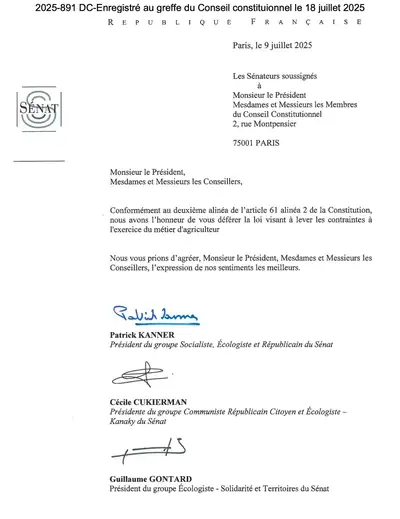 2025-891 DC-Enregistré au greffe du Conseil constituionnel le 18 juillet 2025
RÉPUBLIQUE FRANÇAISE
Paris, le 9 juillet 2025
Les Sénateurs soussignés
à
Monsieur le Président
Mesdames et Messieurs les Membres
du Conseil Constitutionnel
2, rue Montpensier
75001 PARIS
SÉNAT
Monsieur le Président,
Mesdames et Messieurs les Conseillers,
Conformément au deuxième alinéa de l'article 61 alinéa 2 de la Constitution,
nous avons l'honneur de vous déférer la loi visant à lever les contraintes à
l'exercice du métier d'agriculteur
Nous vous prions d'agréer, Monsieur le Président, Mesdames et Messieurs les
Conseillers, l'expression de nos sentiments les meilleurs.
Patrick KANNER
Président du groupe Socialiste, Écologiste et Républicain du Sénat
Cécile CUKIERMAN
Présidente du groupe Communiste Républicain Citoyen et Écologiste –
Kanaky du Sénat
Guillaume GONTARD
Président du groupe Écologiste - Solidarité et Territoires du Sénat